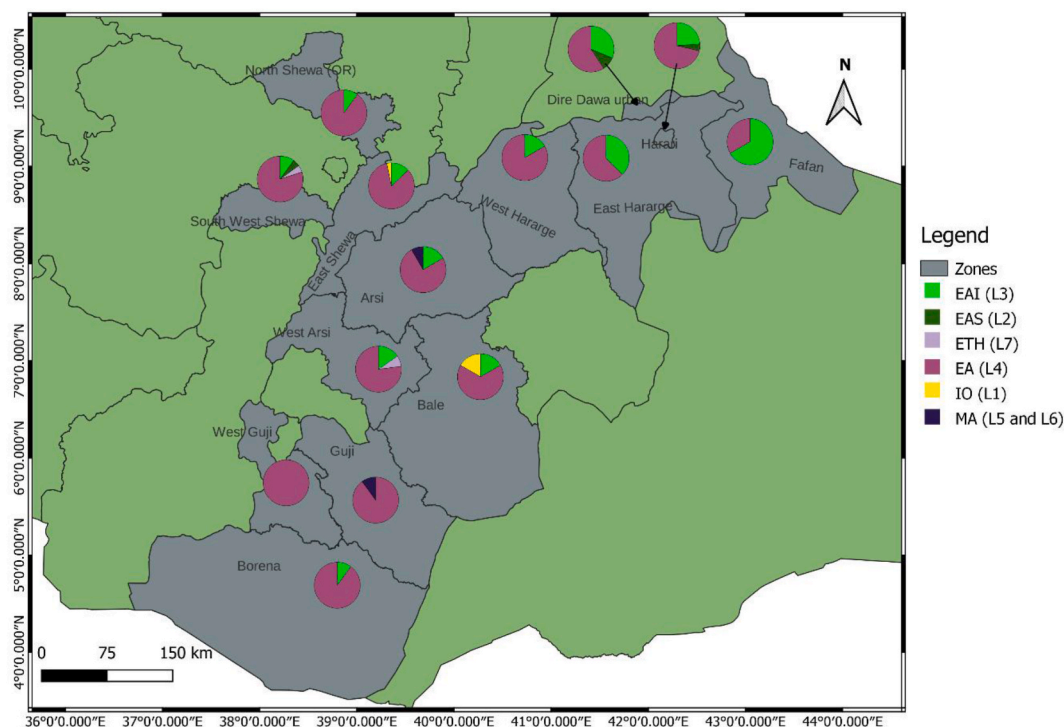 10°0'0.000"N
9°0'0.000"N
8°0'0.000"N
7°0'0.000"N
6°0'0.000"N
5°0'0.000"N
4°0'0.000"N
North Shewa (OR)
Dire Dawa urban
Harari
Fafan
South West Shewa
East Shewa
West Hararge
East Hararge
Arsi
West Arsi
Bale
West Guji
Guji
Borena
N
0 75 150 km
36°0'0.000"E 37°0'0.000"E 38°0'0.000"E 39°0'0.000"E 40°0'0.000"E 41°0'0.000"E 42°0'0.000"E 43°0'0.000"E 44°0'0.000"E
Legend
Zones
EAI (L3)
EAS (L2)
ETH (L7)
EA (L4)
IO (L1)
MA (L5 and L6)